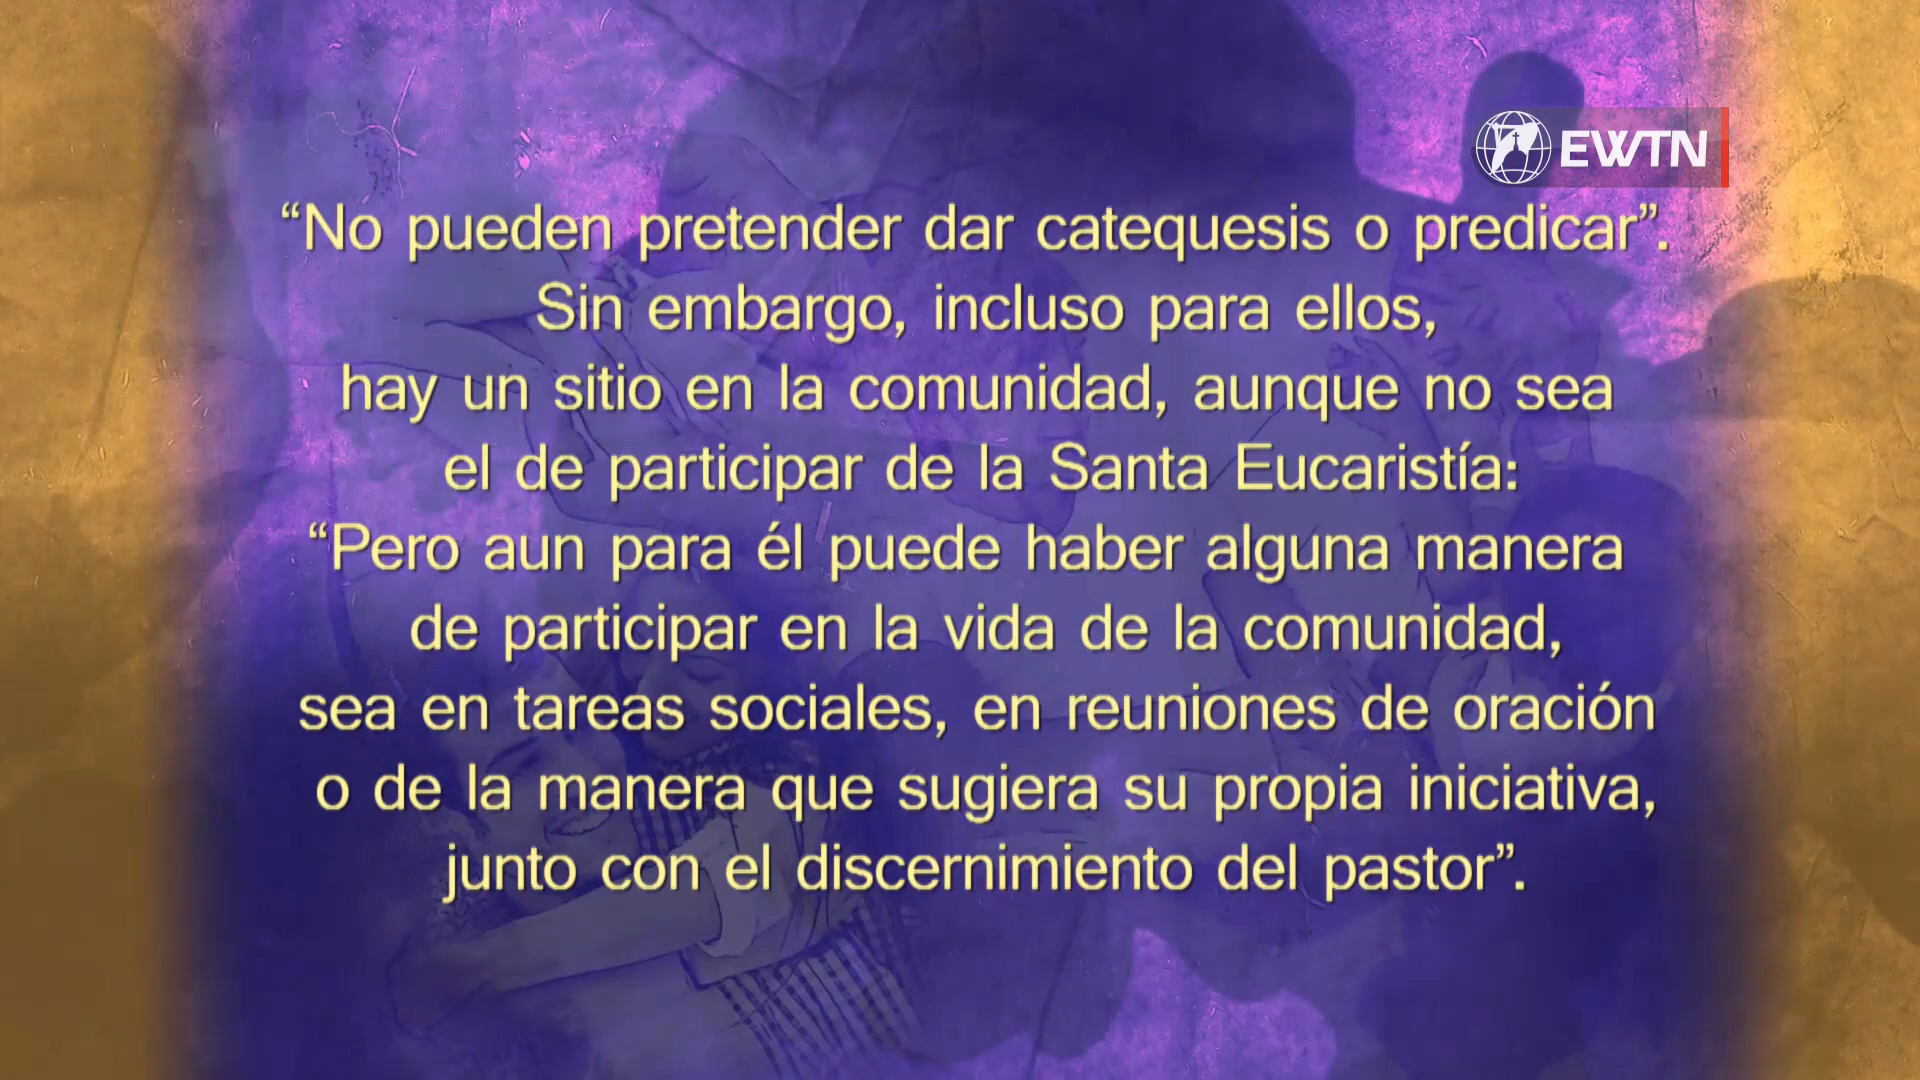 EWTN
“No pueden pretender dar catequesis o predicar”.
Sin embargo, incluso para ellos,
hay un sitio en la comunidad, aunque no sea
el de participar de la Santa Eucaristía:
“Pero aun para él puede haber alguna manera
de participar en la vida de la comunidad,
sea en tareas sociales, en reuniones de oración
o de la manera que sugiera su propia iniciativa,
junto con el discernimiento del pastor”.